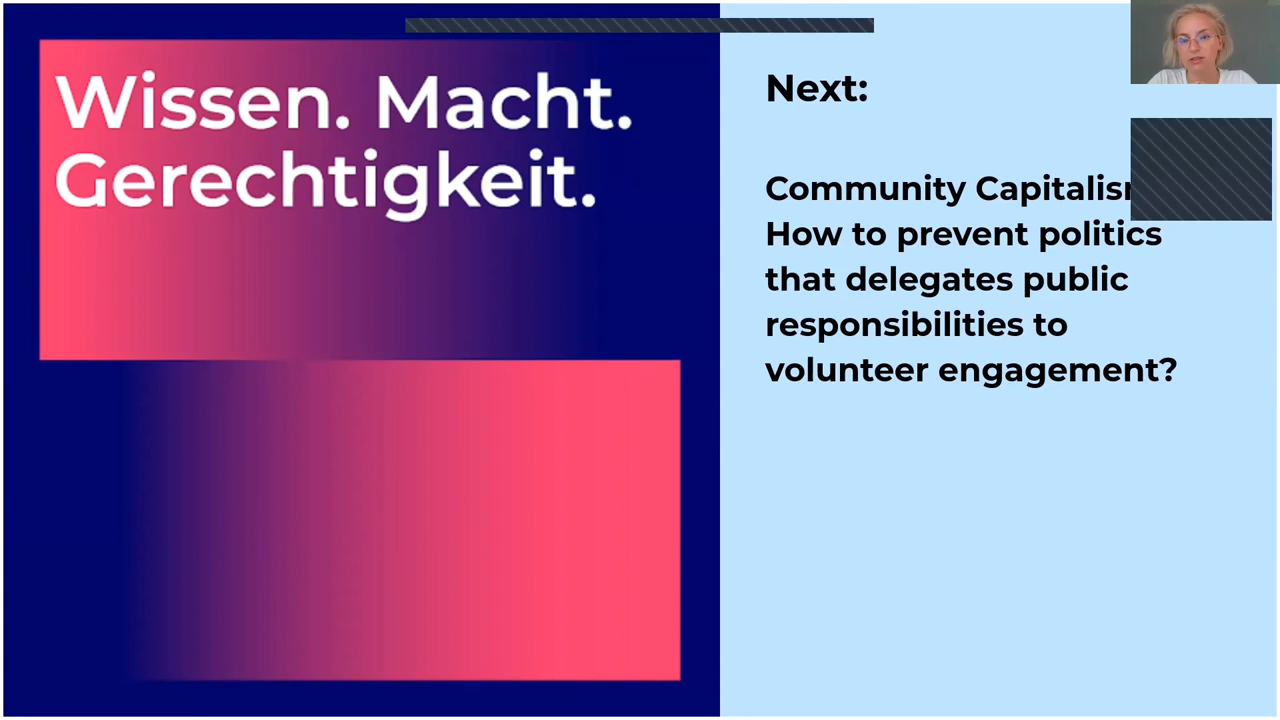 Wissen. Macht.
Gerechtigkeit.
Next:
Community
How to prevent politics
that delegates public
responsibilities to
volunteer engagement?